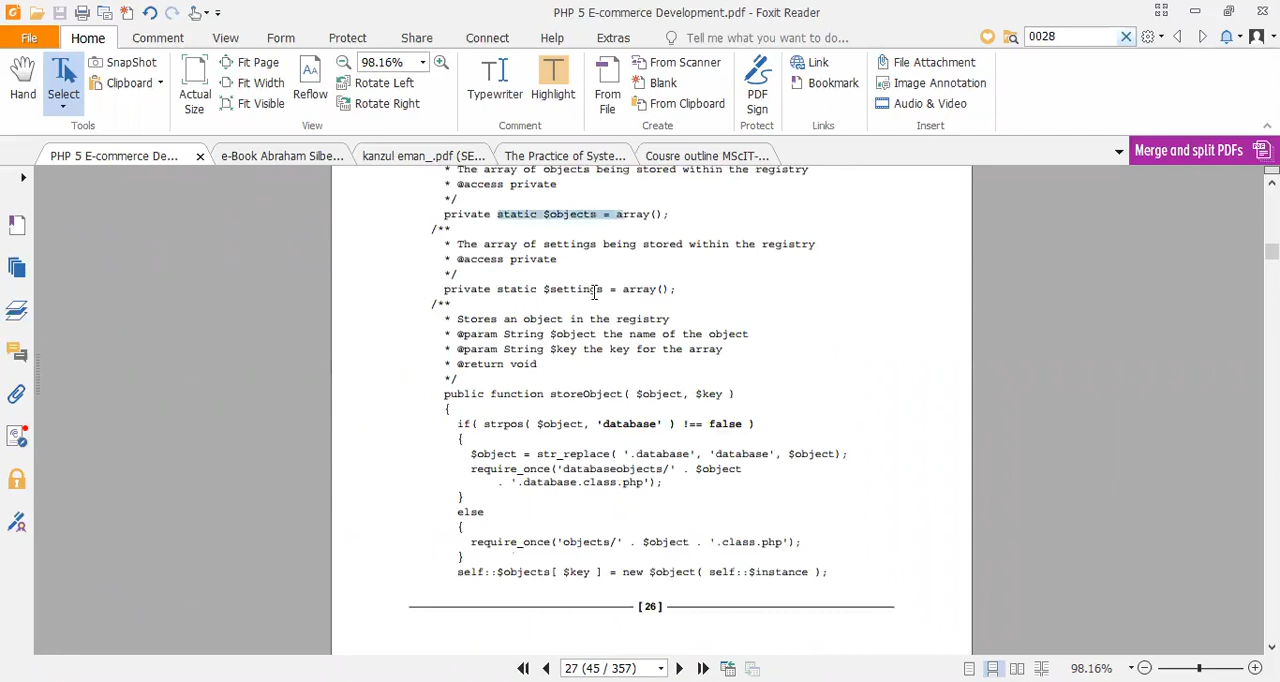 PHP 5 E-commerce Development.pdf - Foxit Reader
File Home Comment View Form Protect Share Connect Help Extras Tell me what you want to do... 0028
Hand
Select
SnapShot
Clipboard
Tools
Actual Size
Fit Page
Fit Width
Fit Visible
Reflow
98.16%
Rotate Left
Rotate Right
View
Typewriter
Highlight
Comment
From File
From Scanner
Blank
From Clipboard
Create
PDF Sign
Protect
Link
Bookmark
Links
File Attachment
Image Annotation
Audio & Video
Insert
PHP 5 E-commerce De... e-Book Abraham Silbe... kanzul eman_.pdf (SE... The Practice of Syste... Cousre outline MScIT-... Merge and split PDFs
* The array of objects being stored within the registry
* @access private
*/
private static $objects = array();
/**
* The array of settings being stored within the registry
* @access private
*/
private static $settings = array();
/**
* Stores an object in the registry
* @param String $object the name of the object
* @param String $key the key for the array
* @return void
*/
public function storeObject( $object, $key )
{
if( strpos( $object, 'database' ) !== false )
{
$object = str_replace( '.database', 'database', $object);
require_once('databaseobjects/' . $object
. '.database.class.php');
}
else
{
require_once('objects/' . $object . '.class.php');
}
self::$objects[ $key ] = new $object( self::$instance );
[ 26 ]
27 (45 / 357)
98.16%